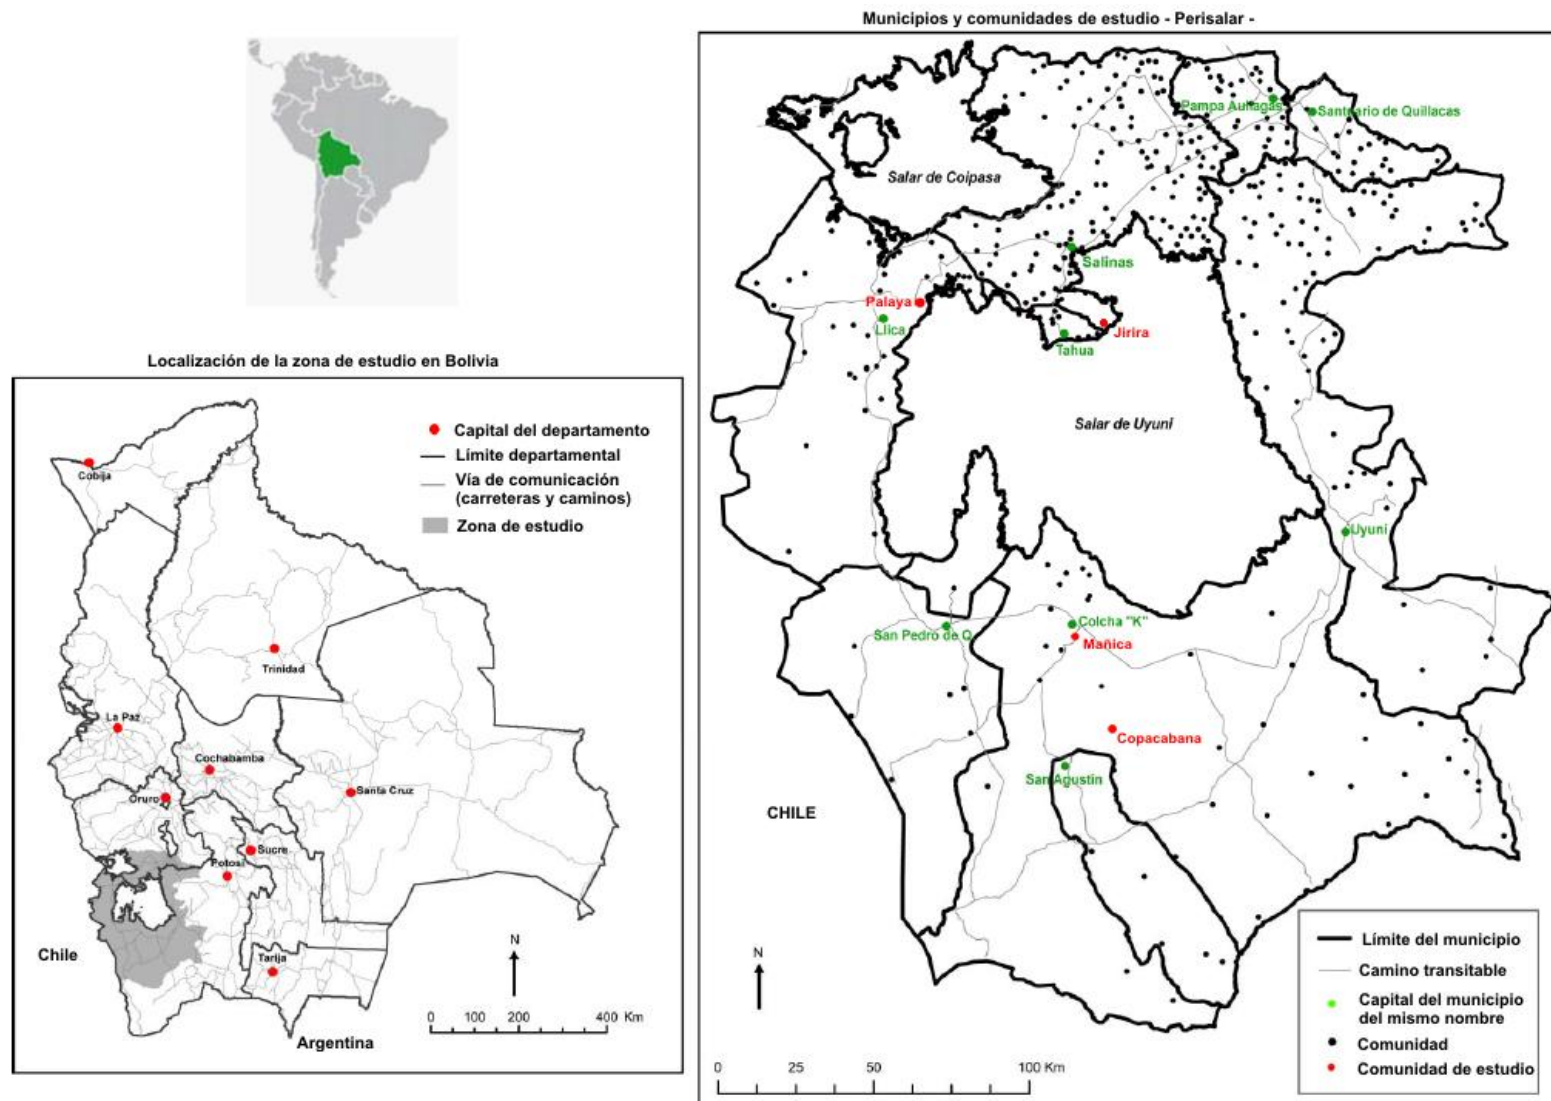 Municipios y comunidades de estudio - Perisalar -
Pampa Aullagas
Santuario de Quillacas
Salar de Coipasa
Salinas
Palaya
Llica
Jirira
Tahua
Salar de Uyuni
Uyuni
San Pedro de Q.
Colcha "K"
Mañica
Copacabana
San Agustín
CHILE
N
0 25 50 100 Km
Límite del municipio
Camino transitable
Capital del municipio
del mismo nombre
Comunidad
Comunidad de estudio
Localización de la zona de estudio en Bolivia
Capital del departamento
Límite departamental
Vía de comunicación
(carreteras y caminos)
Zona de estudio
Cobija
Trinidad
La Paz
Cochabamba
Santa Cruz
Oruro
Sucre
Potosí
Tarija
Chile
Argentina
N
0 100 200 400 Km